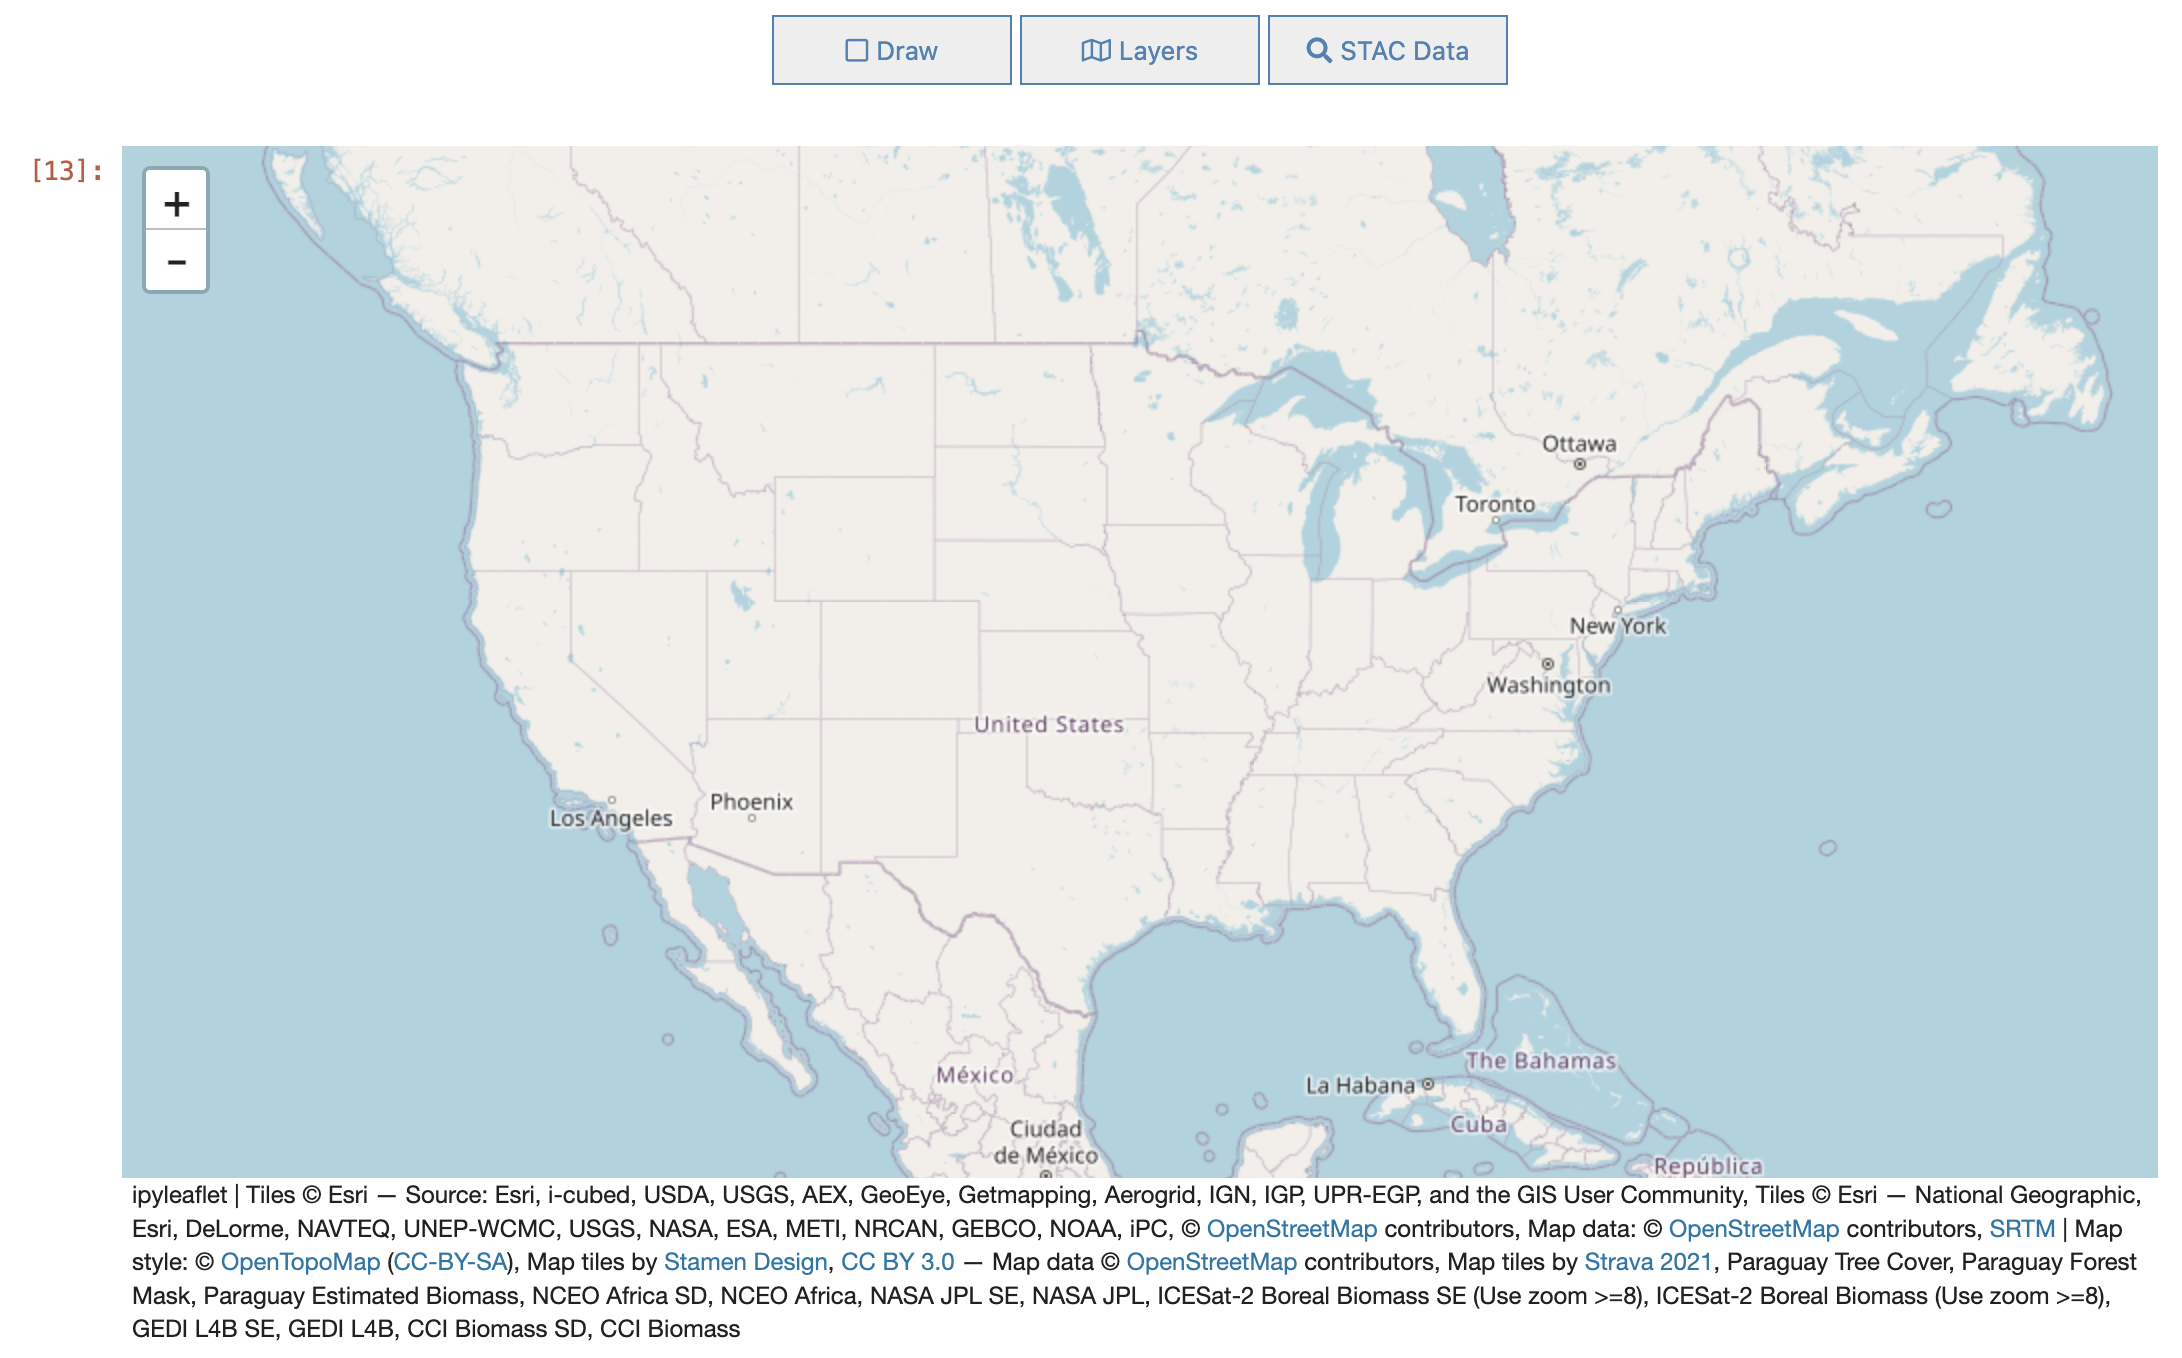 Draw
Layers
STAC Data
[13]:
+
-
Ottawa
Toronto
New York
Washington
United States
Phoenix
Los Angeles
The Bahamas
México
La Habana
Cuba
Ciudad
de México
República
ipyleaflet | Tiles © Esri — Source: Esri, i-cubed, USDA, USGS, AEX, GeoEye, Getmapping, Aerogrid, IGN, IGP, UPR-EGP, and the GIS User Community, Tiles © Esri — National Geographic,
Esri, DeLorme, NAVTEQ, UNEP-WCMC, USGS, NASA, ESA, METI, NRCAN, GEBCO, NOAA, iPC, © OpenStreetMap contributors, Map data: © OpenStreetMap contributors, SRTM | Map
style: © OpenTopoMap (CC-BY-SA), Map tiles by Stamen Design, CC BY 3.0 — Map data © OpenStreetMap contributors, Map tiles by Strava 2021, Paraguay Tree Cover, Paraguay Forest
Mask, Paraguay Estimated Biomass, NCEO Africa SD, NCEO Africa, NASA JPL SE, NASA JPL, ICESat-2 Boreal Biomass SE (Use zoom >=8), ICESat-2 Boreal Biomass (Use zoom >=8),
GEDI L4B SE, GEDI L4B, CCI Biomass SD, CCI Biomass